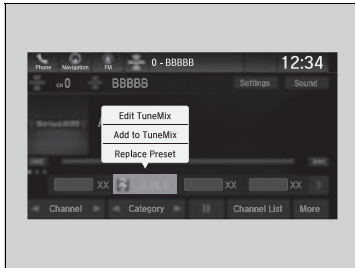 Phone Navigation FM 0 - BBBBB 12:34
CH 0 BBBBB Settings Sound
Edit TuneMix
Add to TuneMix
Replace Preset
XX XX XX
Channel Category Channel List More